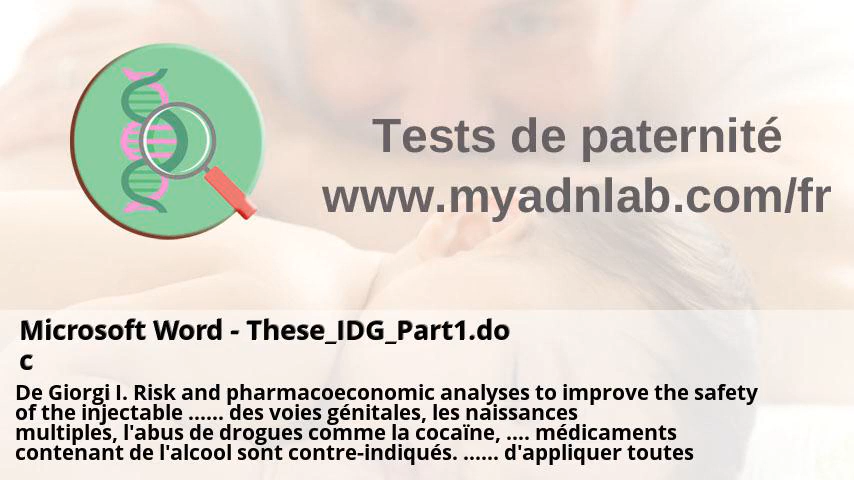 Tests de paternité
www.myadnlab.com/fr
Microsoft Word - These_IDG_Part1.do
c
De Giorgi I. Risk and pharmacoeconomic analyses to improve the safety
of the injectable ...... des voies génitales, les naissances
multiples, l'abus de drogues comme la cocaïne, .... médicaments
contenant de l'alcool sont contre-indiqués. ...... d'appliquer toutes